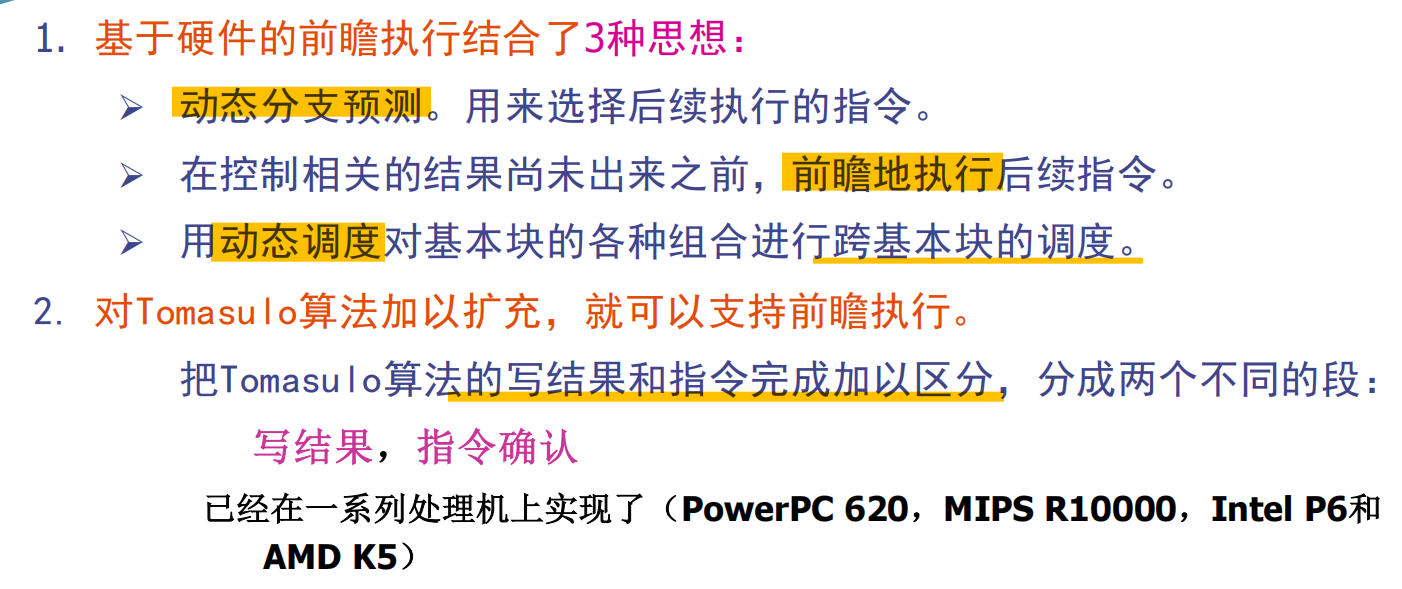 1. 基于硬件的前瞻执行结合了3种思想：
➢ 动态分支预测。用来选择后续执行的指令。
➢ 在控制相关的结果尚未出来之前，前瞻地执行后续指令。
➢ 用动态调度对基本块的各种组合进行跨基本块的调度。
2. 对Tomasulo算法加以扩充，就可以支持前瞻执行。
把Tomasulo算法的写结果和指令完成加以区分，分成两个不同的段：
写结果，指令确认
已经在一系列处理机上实现了（PowerPC 620，MIPS R10000，Intel P6和
AMD K5）